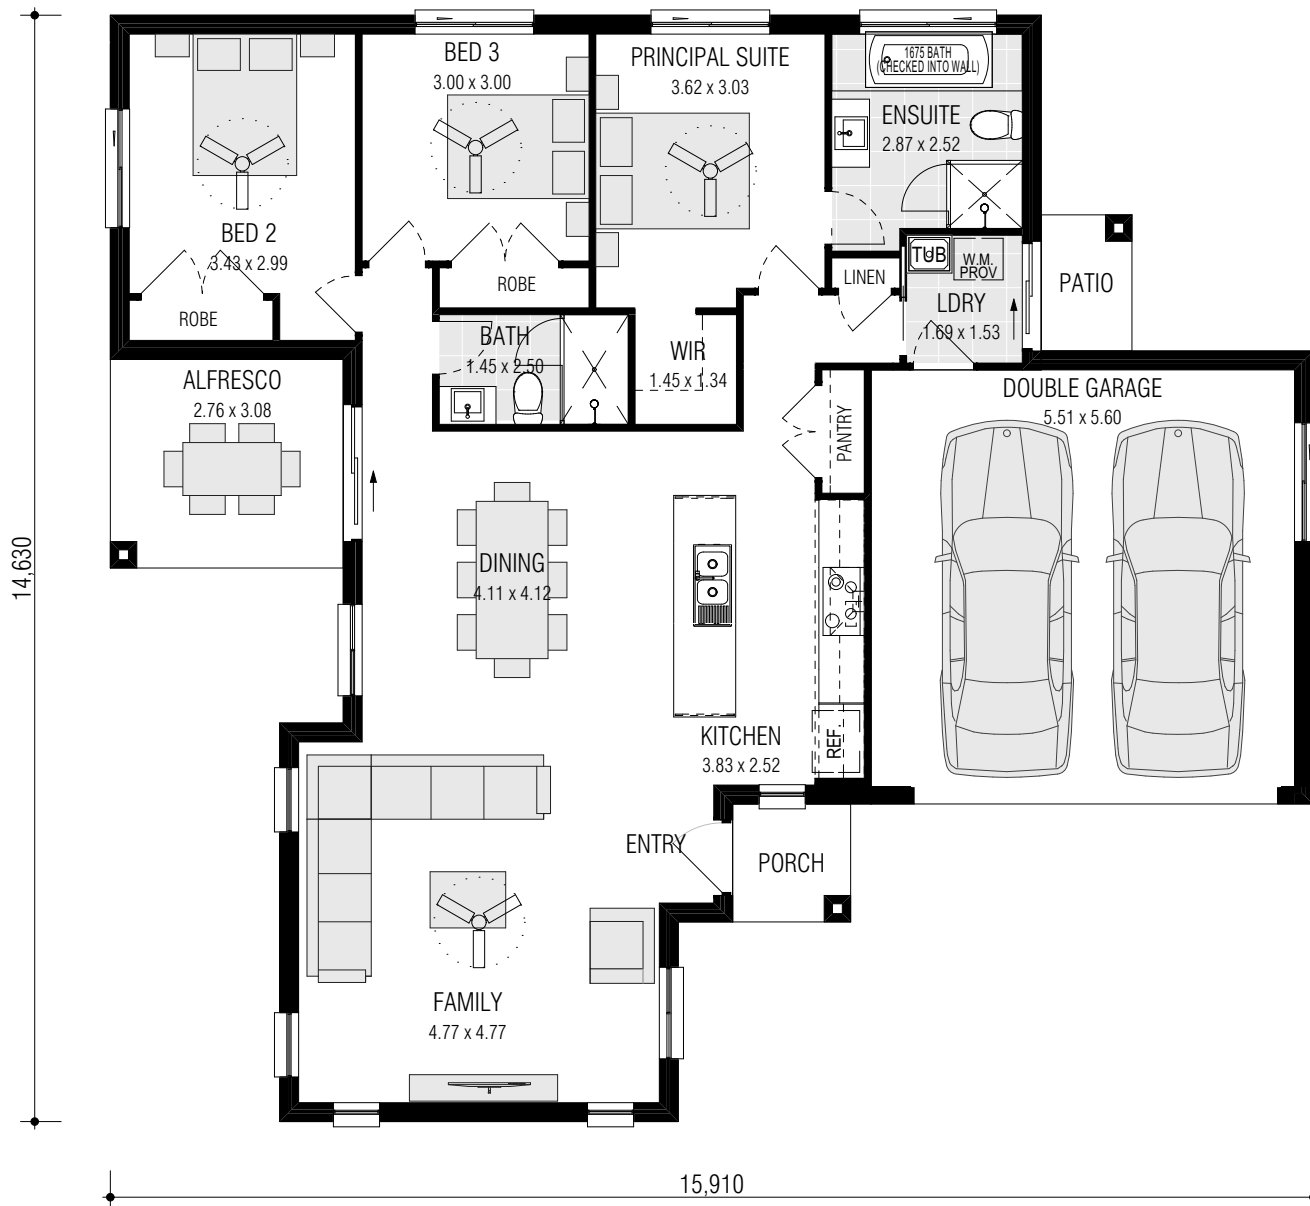 BED 3
3.00 x 3.00
PRINCIPAL SUITE
3.62 x 3.03
1675 BATH
(CHECKED INTO WALL)
ENSUITE
2.87 x 2.52
BED 2
3.43 x 2.99
ROBE
ROBE
LINEN
TUB
W.M.
PROV
LDRY
1.69 x 1.53
PATIO
BATH
1.45 x 2.50
WIR
1.45 x 1.34
ALFRESCO
2.76 x 3.08
DOUBLE GARAGE
5.51 x 5.60
PANTRY
DINING
4.11 x 4.12
14,630
KITCHEN
3.83 x 2.52
REF.
ENTRY
PORCH
FAMILY
4.77 x 4.77
15,910